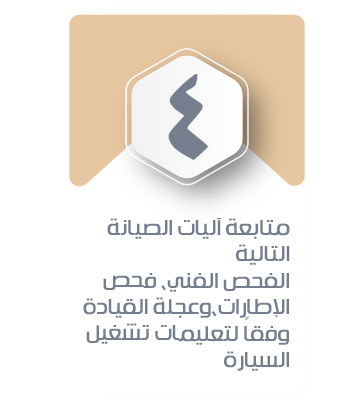 ٤
متابعة آليات الصيانة
التالية
الفحص الفني، فحص
الإطارات،وعجلة القيادة
وفقاً لتعليمات تشغيل
السيارة